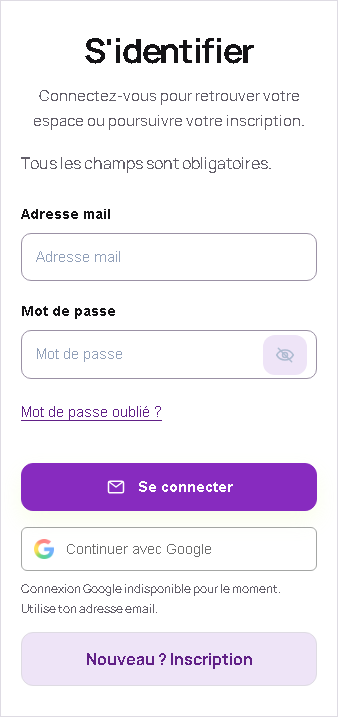 S'identifier
Connectez-vous pour retrouver votre
espace ou poursuivre votre inscription.
Tous les champs sont obligatoires.
Adresse mail
Adresse mail
Mot de passe
Mot de passe
Mot de passe oublié ?
Se connecter
Continuer avec Google
Connexion Google indisponible pour le moment.
Utilise ton adresse email.
Nouveau ? Inscription